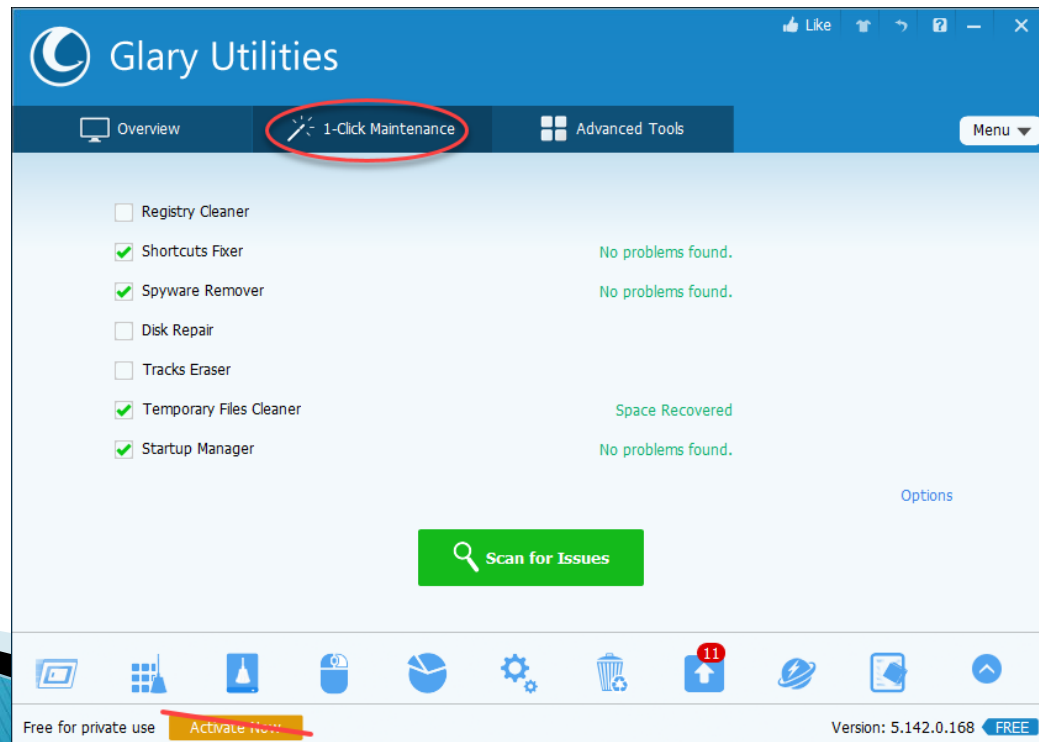 Like
Glary Utilities
Overview
1-Click Maintenance
Advanced Tools
Menu
Registry Cleaner
Shortcuts Fixer No problems found.
Spyware Remover No problems found.
Disk Repair
Tracks Eraser
Temporary Files Cleaner Space Recovered
Startup Manager No problems found.
Options
Scan for Issues
11
Free for private use Activate Now Version: 5.142.0.168 FREE